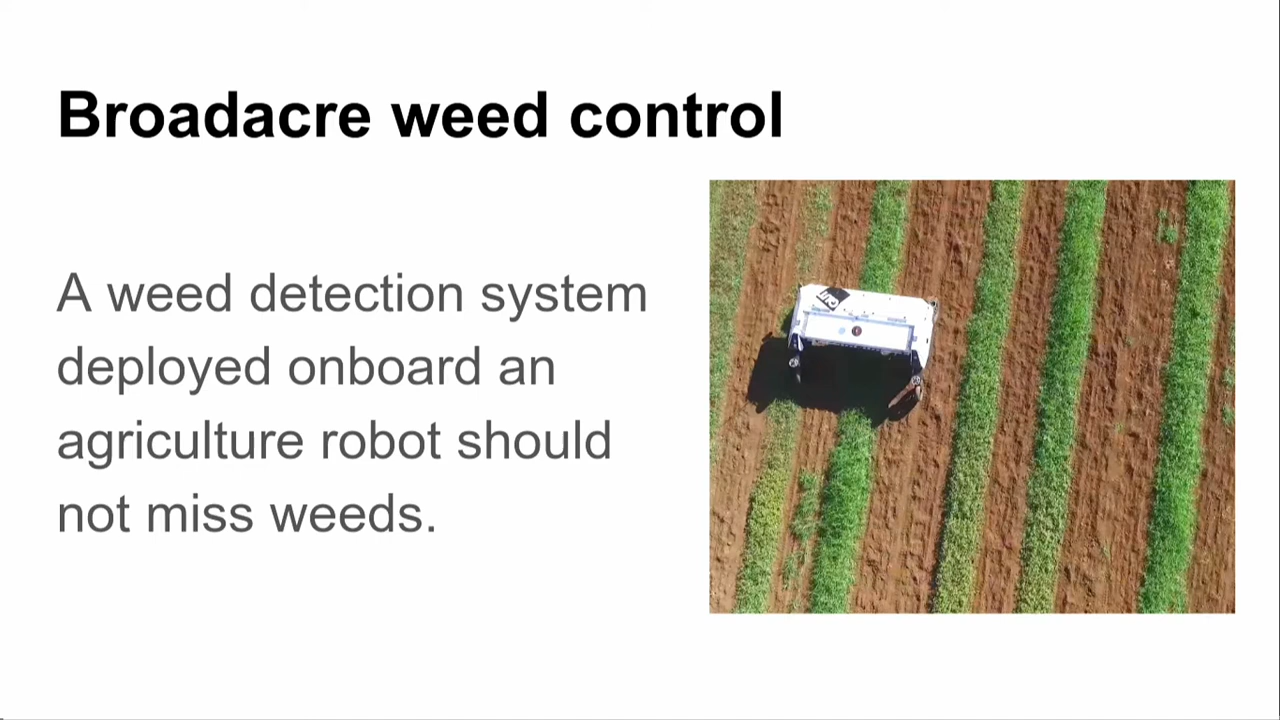 Broadacre weed control
A weed detection system
deployed onboard an
agriculture robot should
not miss weeds.